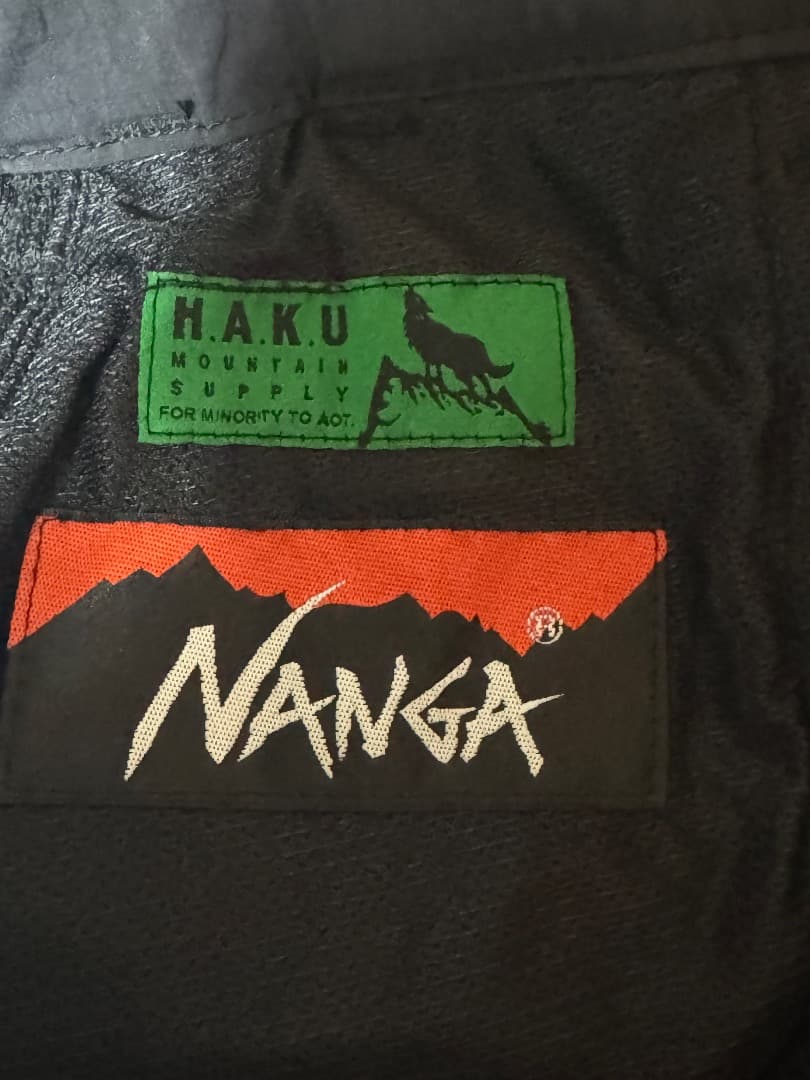 H.A.K.U
MOUNTAIN
SUPPLY
FOR MINORITY TO AOT.
NANGA